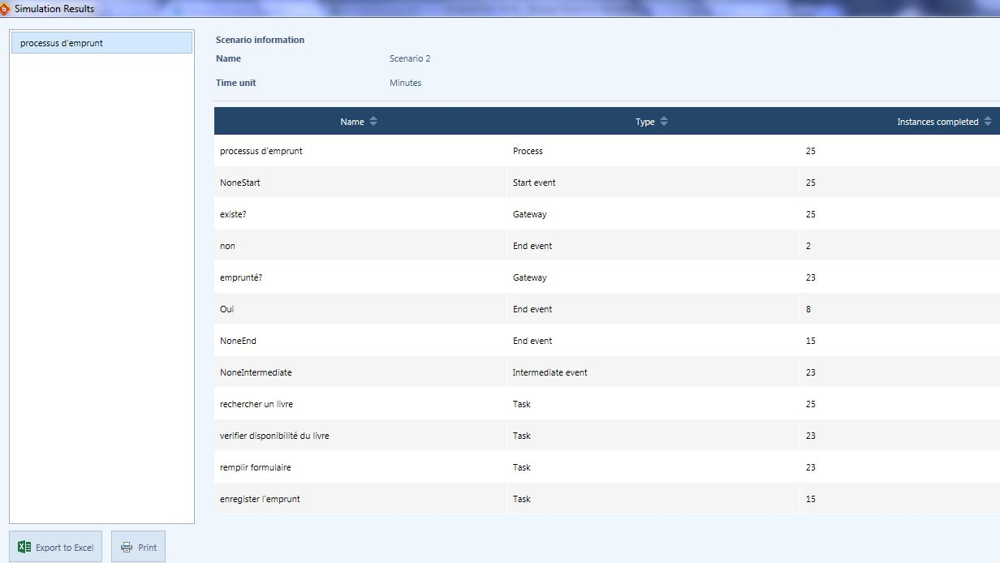 Simulation Results
processus d'emprunt
Scenario information
Name Scenario 2
Time unit Minutes
Name Type Instances completed
processus d'emprunt Process 25
NoneStart Start event 25
existe? Gateway 25
non End event 2
emprunté? Gateway 23
Oui End event 8
NoneEnd End event 15
NoneIntermediate Intermediate event 23
rechercher un livre Task 25
verifier disponibilité du livre Task 23
remplir formulaire Task 23
enregister l'emprunt Task 15
Export to Excel Print